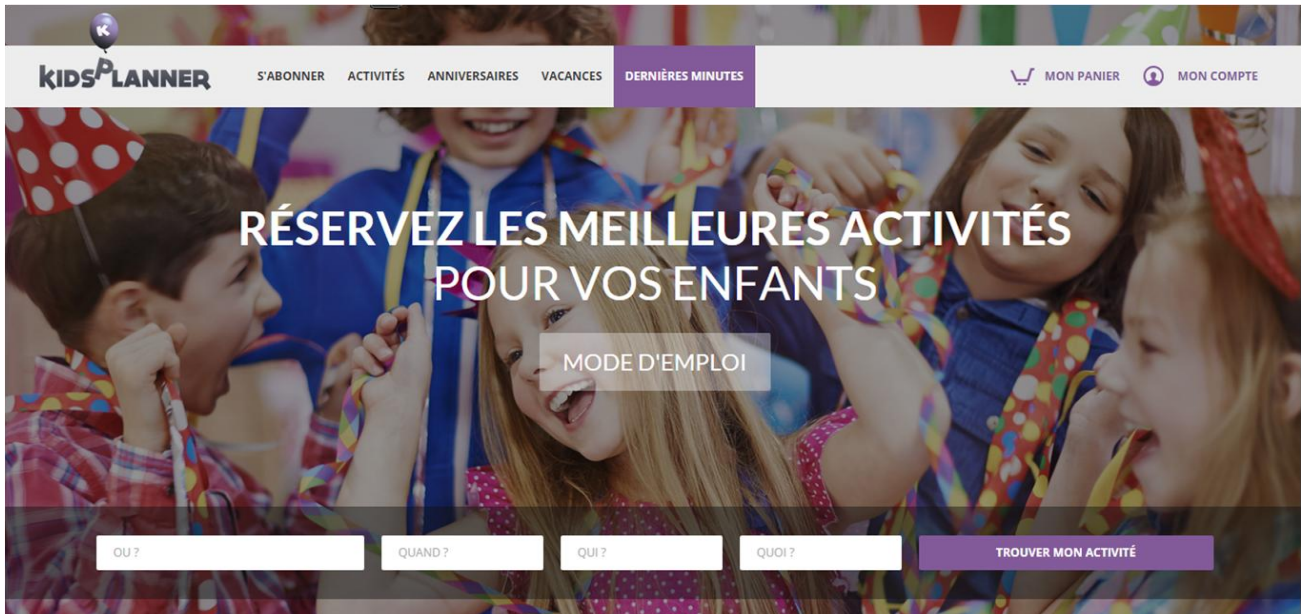 K
KIDSPLANNER
S'ABONNER
ACTIVITÉS
ANNIVERSAIRES
VACANCES
DERNIÈRES MINUTES
MON PANIER
MON COMPTE
RÉSERVEZ LES MEILLEURES ACTIVITÉS
POUR VOS ENFANTS
MODE D'EMPLOI
OU ?
QUAND ?
QUI ?
QUOI ?
TROUVER MON ACTIVITÉ